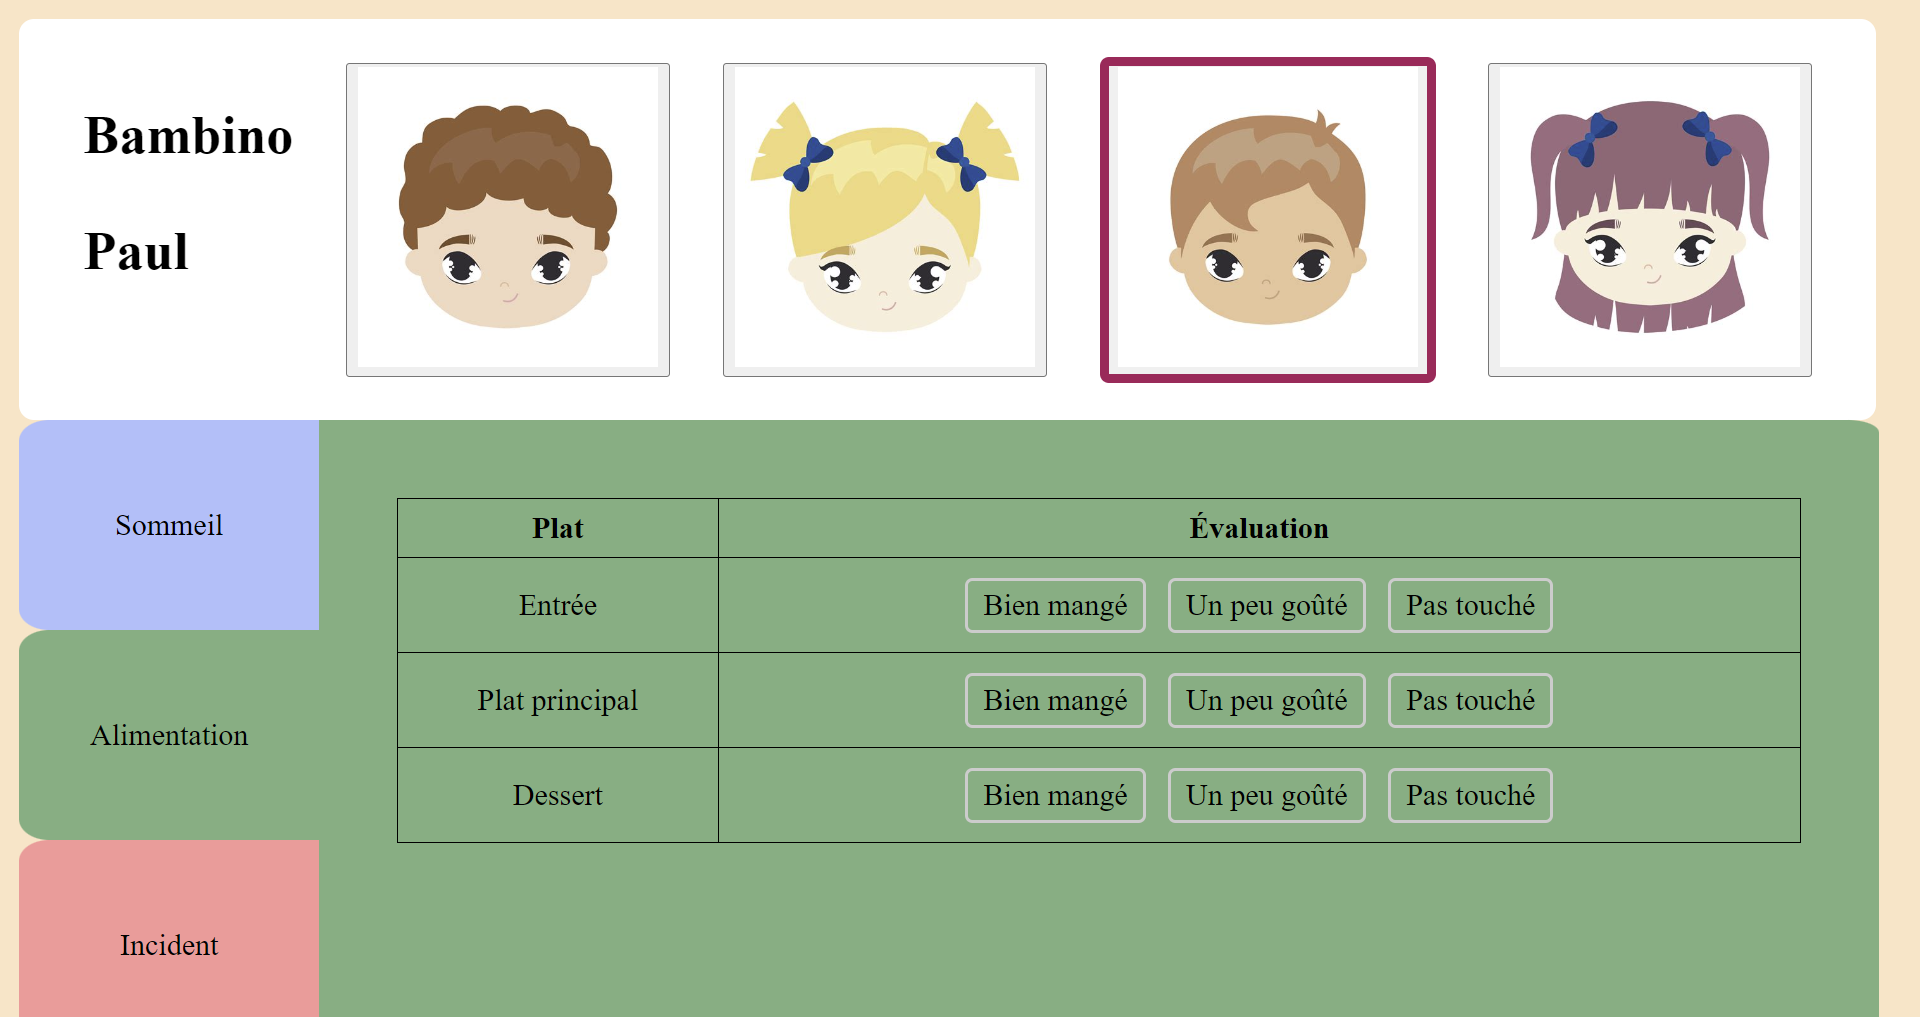 Bambino
Paul
Sommeil
Alimentation
Incident
Plat Évaluation
Entrée Bien mangé Un peu goûté Pas touché
Plat principal Bien mangé Un peu goûté Pas touché
Dessert Bien mangé Un peu goûté Pas touché